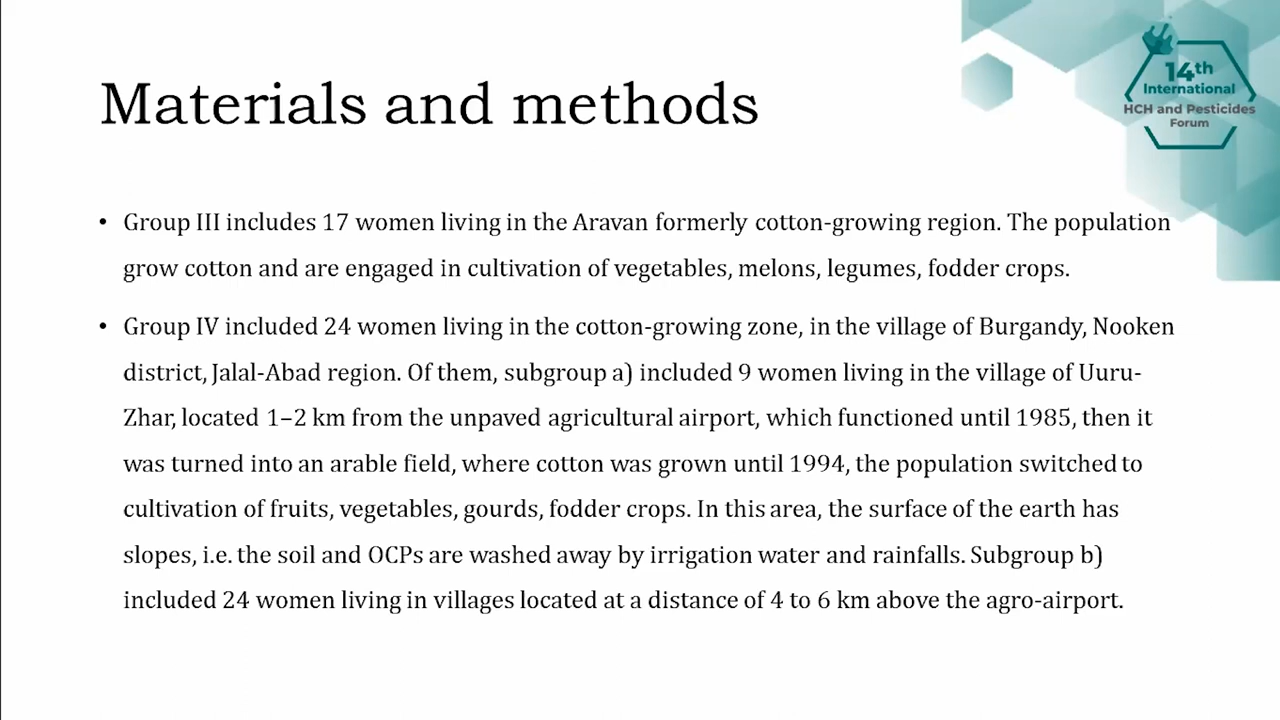 14th
International
HCH and Pesticides
Forum
Materials and methods
• Group III includes 17 women living in the Aravan formerly cotton-growing region. The population
grow cotton and are engaged in cultivation of vegetables, melons, legumes, fodder crops.
• Group IV included 24 women living in the cotton-growing zone, in the village of Burgandy, Nooken
district, Jalal-Abad region. Of them, subgroup a) included 9 women living in the village of Uuru-
Zhar, located 1–2 km from the unpaved agricultural airport, which functioned until 1985, then it
was turned into an arable field, where cotton was grown until 1994, the population switched to
cultivation of fruits, vegetables, gourds, fodder crops. In this area, the surface of the earth has
slopes, i.e. the soil and OCPs are washed away by irrigation water and rainfalls. Subgroup b)
included 24 women living in villages located at a distance of 4 to 6 km above the agro-airport.